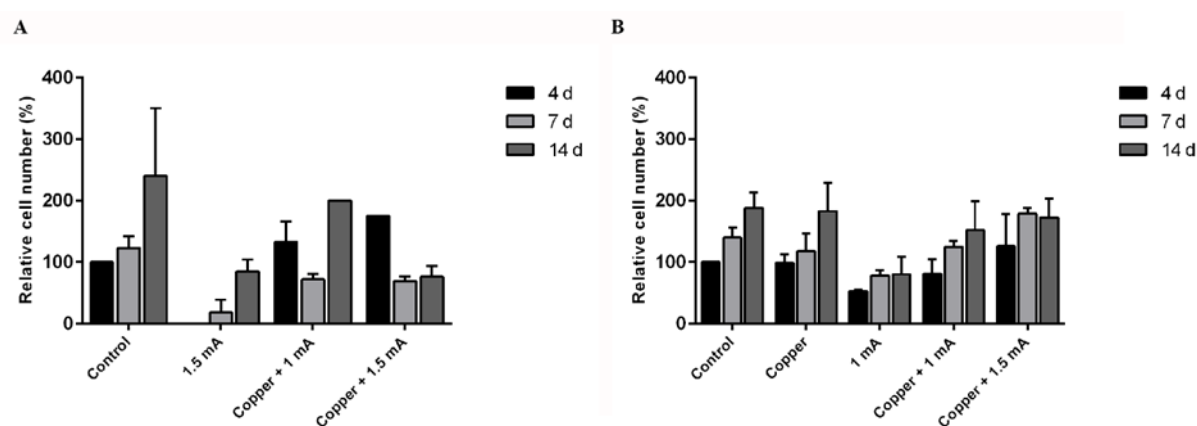 A
Relative cell number (%)
400
300
200
100
0
Control
1.5 mA
Copper + 1 mA
Copper + 1.5 mA
4 d
7 d
14 d
B
Relative cell number (%)
400
300
200
100
0
Control
Copper
1 mA
Copper + 1 mA
Copper + 1.5 mA
4 d
7 d
14 d